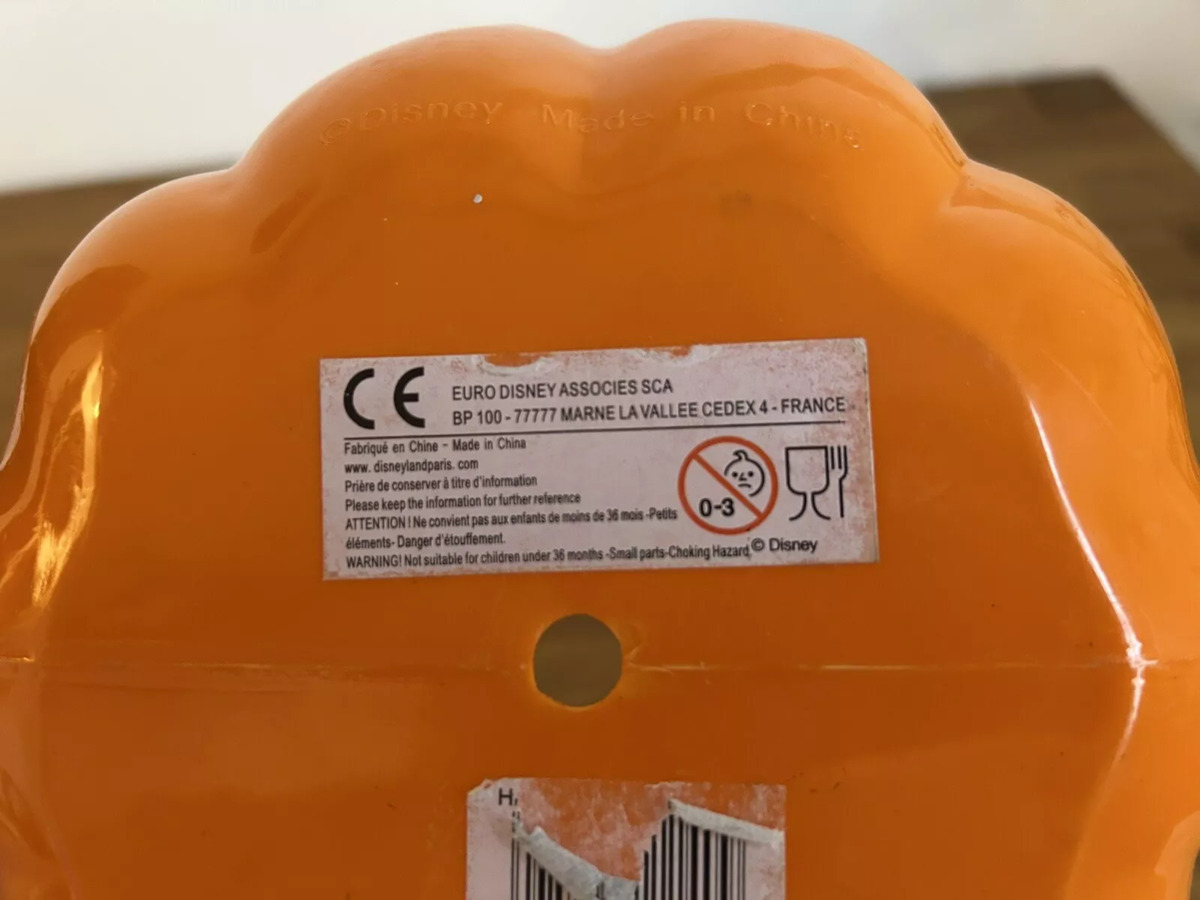 ©Disney Made in China
CE EURO DISNEY ASSOCIES SCA
BP 100 - 77777 MARNE LA VALLEE CEDEX 4 - FRANCE
Fabriqué en Chine - Made in China
www. disneylandparis. com
Prière de conserver à titre d'information
Please keep the information for further reference
ATTENTION ! Ne convient pas aux enfants de moins de 36 mois -Petits
éléments- Danger d'étouffement.
WARNING! Not suitable for children under 36 months -Small parts-Choking Hazard
0-3
© Disney